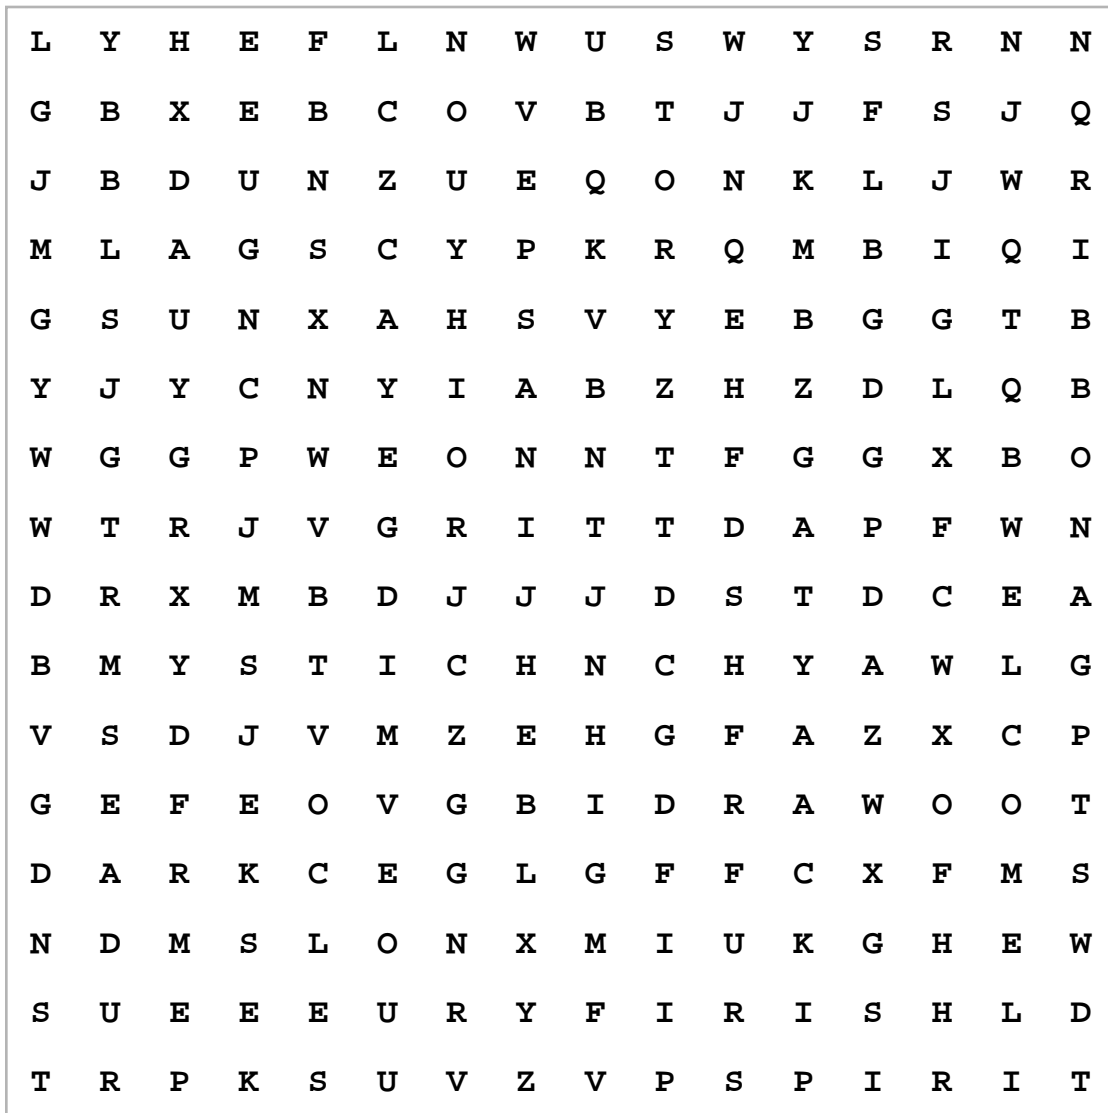 L Y H E F L N W U S W Y S R N N
G B X E B C O V B T J J F S J Q
J B D U N Z U E Q O N K L J W R
M L A G S C Y P K R Q M B I Q I
G S U N X A H S V Y E B G G T B
Y J Y C N Y I A B Z H Z D L Q B
W G G P W E O N N T F G G X B O
W T R J V G R I T T D A P F W N
D R X M B D J J J D S T D C E A
B M Y S T I C H N C H Y A W L G
V S D J V M Z E H G F A Z X C P
G E F E O V G B I D R A W O O T
D A R K C E G L G F F C X F M S
N D M S L O N X M I U K G H E W
S U E E E U R Y F I R I S H L D
T R P K S U V Z V P S P I R I T